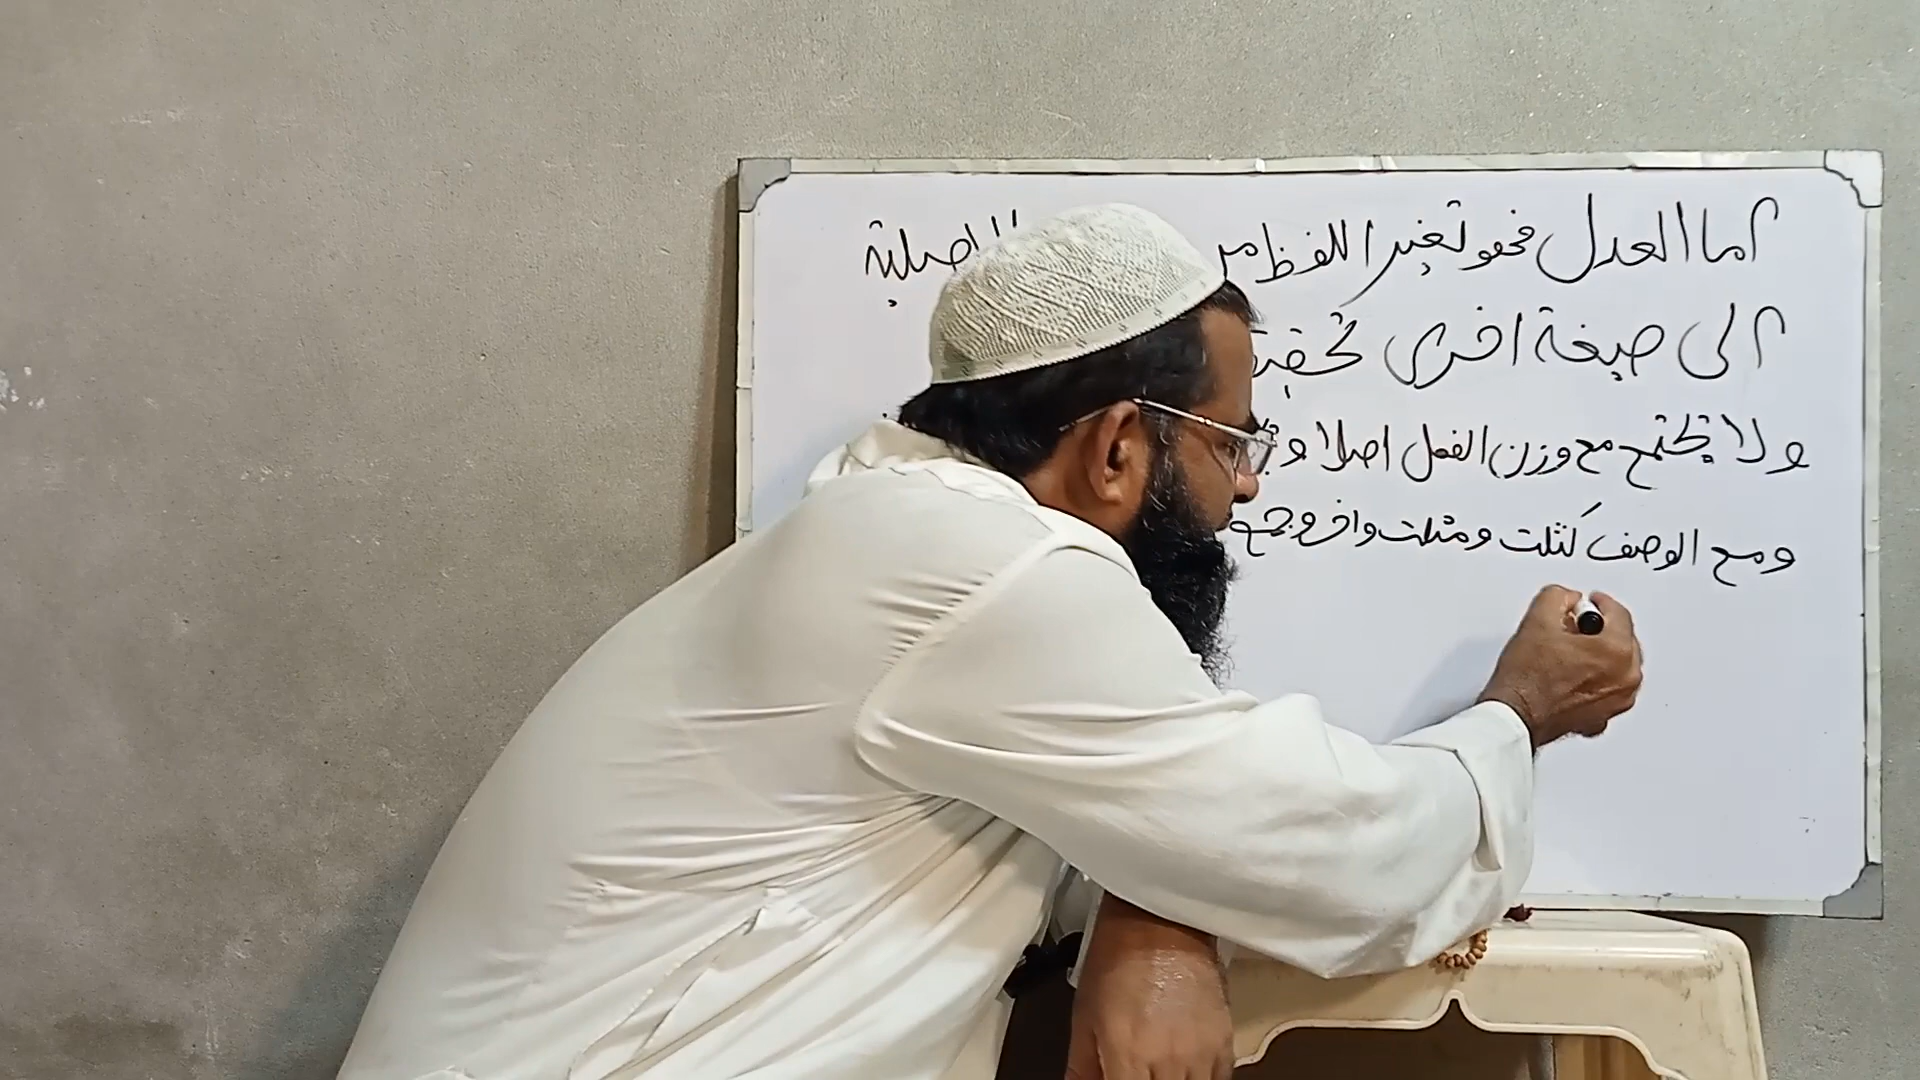 اما العدل فهو تغير اللفظ من الاصلية
الى صيغة اخرى تحقيقا
ولا يجتمع مع وزن الفعل اصلا و
ومع الوصف كثلث ومثلث واخر وجمع